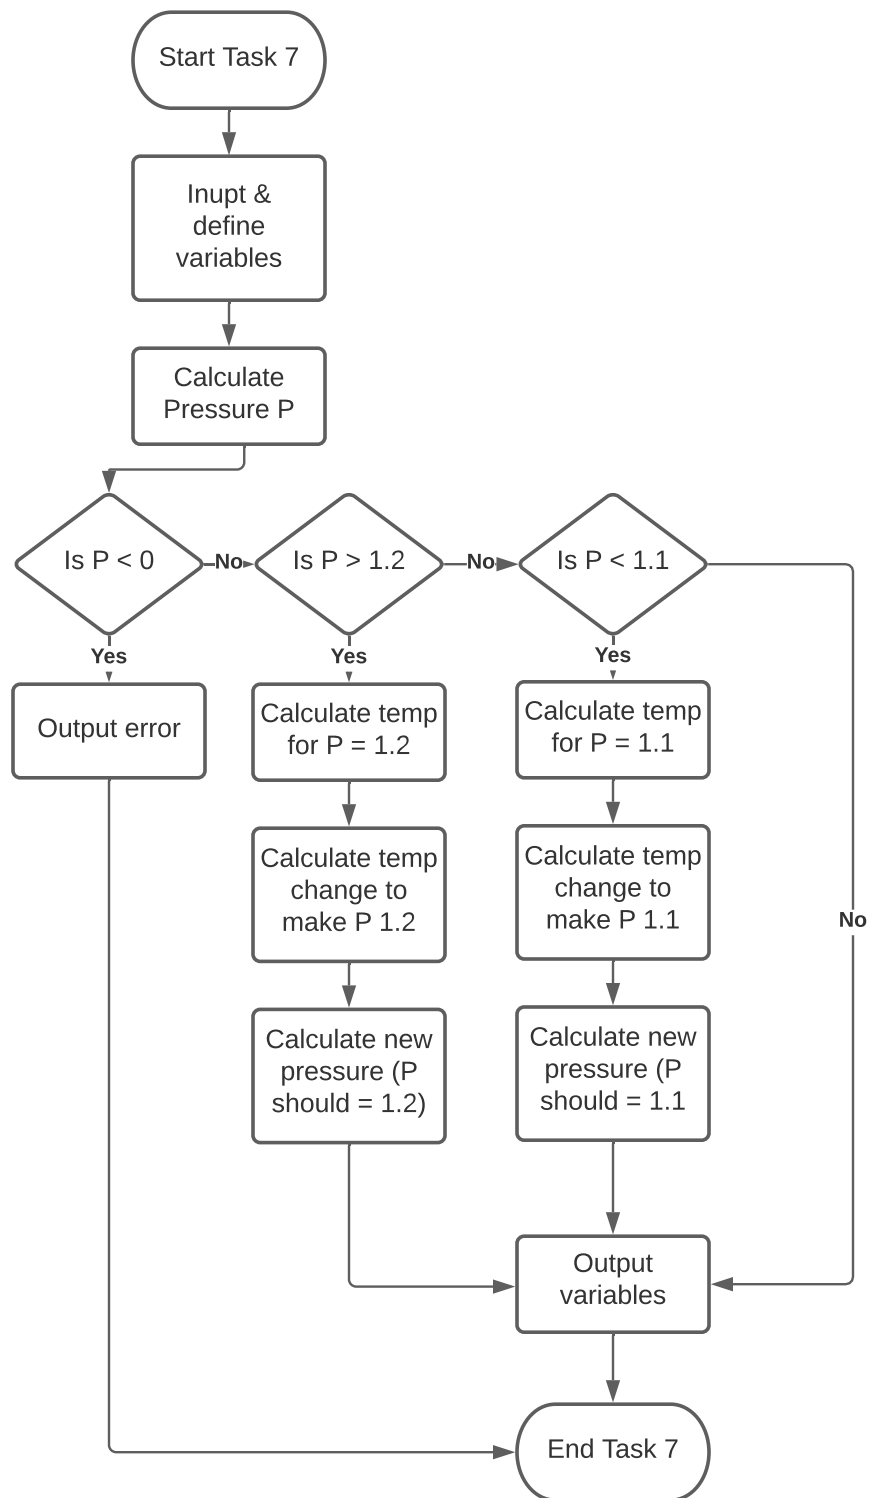 Start Task 7
Inupt &
define
variables
Calculate
Pressure P
Is P < 0
No
Is P > 1.2
No
Is P < 1.1
Yes
Yes
Yes
Output error
Calculate temp
for P = 1.2
Calculate temp
for P = 1.1
Calculate temp
change to
make P 1.2
Calculate temp
change to
make P 1.1
No
Calculate new
pressure (P
should = 1.2)
Calculate new
pressure (P
should = 1.1
Output
variables
End Task 7